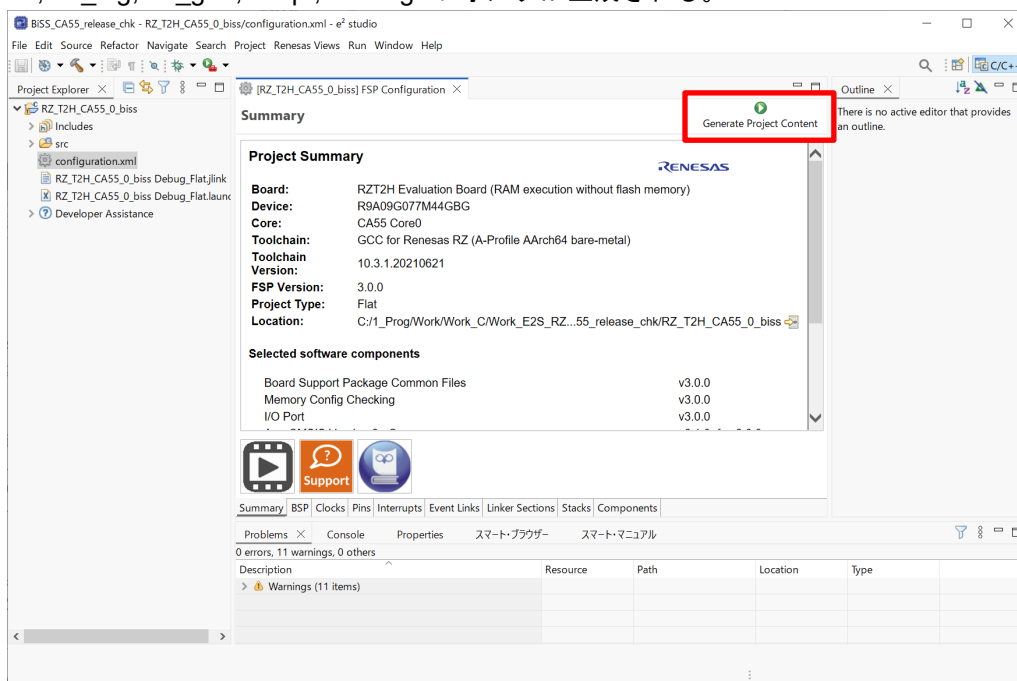 BiSS_CA55_release_chk - RZ_T2H_CA55_0_biss/configuration.xml - e² studio
File Edit Source Refactor Navigate Search Project Renesas Views Run Window Help
C/C++
Project Explorer
RZ_T2H_CA55_0_biss
Includes
src
configuration.xml
RZ_T2H_CA55_0_biss Debug_Flat.jlink
RZ_T2H_CA55_0_biss Debug_Flat.launc
Developer Assistance
[RZ_T2H_CA55_0_biss] FSP Configuration
Summary
Generate Project Content
Project Summary
RENESAS
Board: RZT2H Evaluation Board (RAM execution without flash memory)
Device: R9A09G077M44GBG
Core: CA55 Core0
Toolchain: GCC for Renesas RZ (A-Profile AArch64 bare-metal)
Toolchain Version: 10.3.1.20210621
FSP Version: 3.0.0
Project Type: Flat
Location: C:/1_Prog/Work/Work_C/Work_E2S_RZ...55_release_chk/RZ_T2H_CA55_0_biss
Selected software components
Board Support Package Common Files v3.0.0
Memory Config Checking v3.0.0
I/O Port v3.0.0
Support
Summary BSP Clocks Pins Interrupts Event Links Linker Sections Stacks Components
Outline
There is no active editor that provides
an outline.
Problems Console Properties スマート・ブラウザー スマート・マニュアル
0 errors, 11 warnings, 0 others
Description Resource Path Location Type
Warnings (11 items)